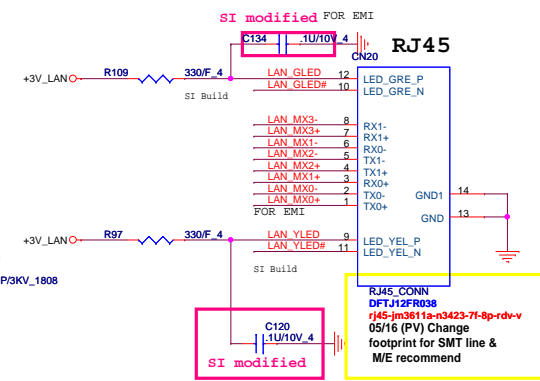 SI modified FOR EMI
C134 .1U/10V_4
CN20 RJ45
+3V_LAN R109 330/F_4 LAN_GLED 12 LED_GRE_P
LAN_GLED# 10 LED_GRE_N
SI Build
LAN_MX3- 8 RX1-
LAN_MX3+ 7 RX1+
LAN_MX1- 6 RX0-
LAN_MX2- 5 TX1-
LAN_MX2+ 4 TX1+
LAN_MX1+ 3 RX0+
LAN_MX0- 2 TX0- GND1 14
LAN_MX0+ 1 TX0+
FOR EMI GND 13
+3V_LAN R97 330/F_4 LAN_YLED 9 LED_YEL_P
LAN_YLED# 11 LED_YEL_N
SI Build
P/3KV_1808
RJ45_CONN
DFTJ12FR038
rj45-jm3611a-n3423-7f-8p-rdv-v
05/16 (PV) Change
footprint for SMT line &
M/E recommend
C120
.1U/10V_4
SI modified